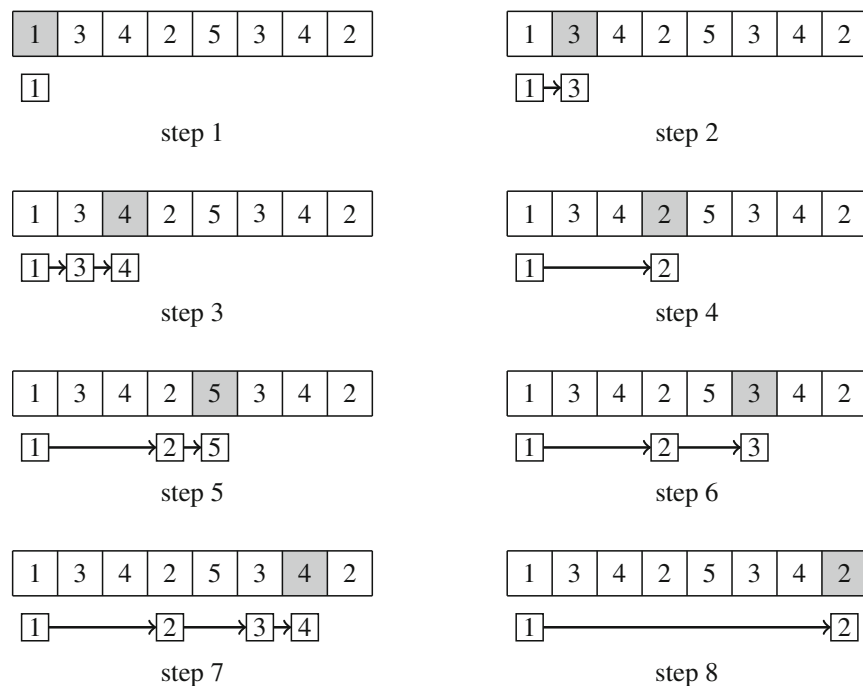 1 3 4 2 5 3 4 2
1
step 1
1 3 4 2 5 3 4 2
1 3
step 2
1 3 4 2 5 3 4 2
1 3 4
step 3
1 3 4 2 5 3 4 2
1 2
step 4
1 3 4 2 5 3 4 2
1 2 5
step 5
1 3 4 2 5 3 4 2
1 2 3
step 6
1 3 4 2 5 3 4 2
1 2 3 4
step 7
1 3 4 2 5 3 4 2
1 2
step 8